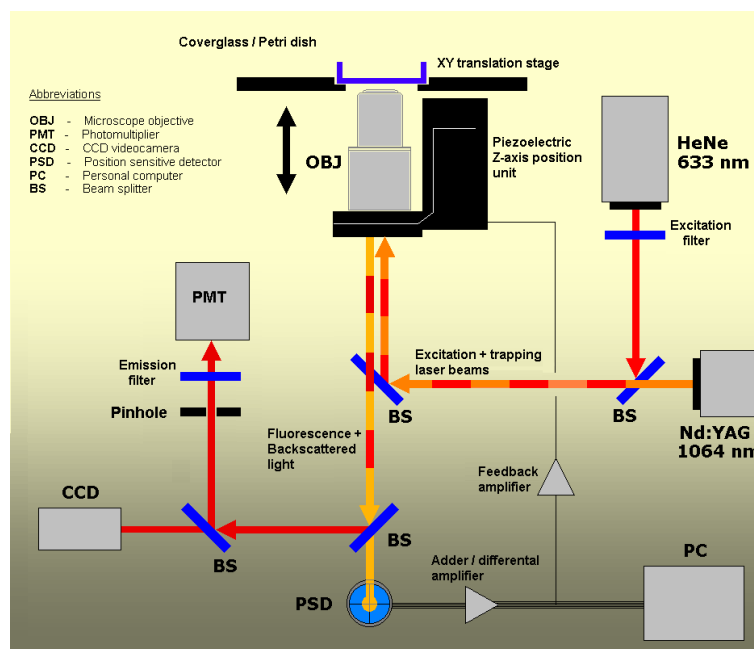 Coverglass / Petri dish
XY translation stage
Abbreviations
OBJ - Microscope objective
PMT - Photomultiplier
CCD - CCD videocamera
PSD - Position sensitive detector
PC - Personal computer
BS - Beam splitter
OBJ
Piezoelectric
Z-axis position
unit
HeNe
633 nm
Excitation
filter
PMT
Emission
filter
Pinhole
Excitation + trapping
laser beams
BS
BS
Nd:YAG
1064 nm
Fluorescence +
Backscattered
light
Feedback
amplifier
CCD
BS
BS
Adder / differental
amplifier
PC
PSD